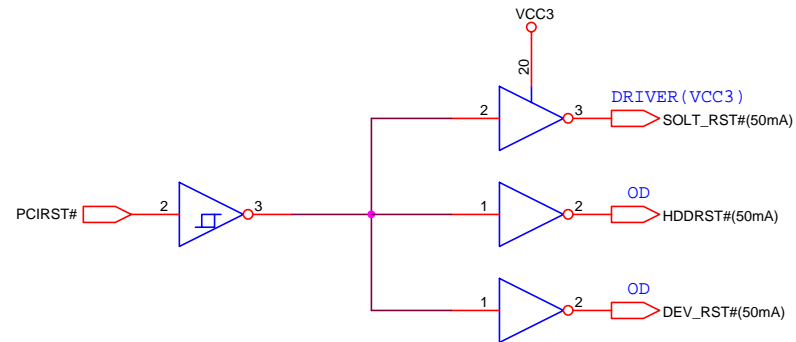 VCC3
20
DRIVER(VCC3)
2
3
SOLT_RST#(50mA)
PCIRST#
2
3
OD
1
2
HDDRST#(50mA)
OD
1
2
DEV_RST#(50mA)